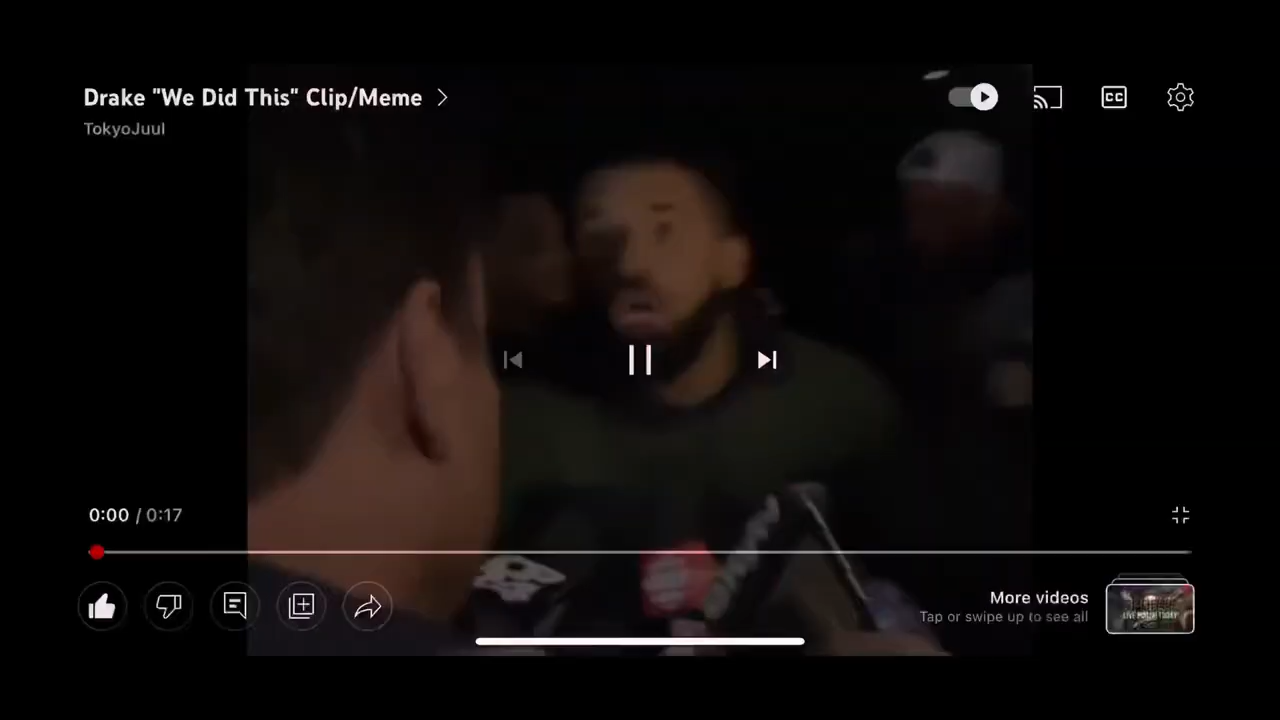 Drake "We Did This" Clip/Meme
TokyoJuul
CC
0:00 / 0:17
More videos
Tap or swipe up to see all